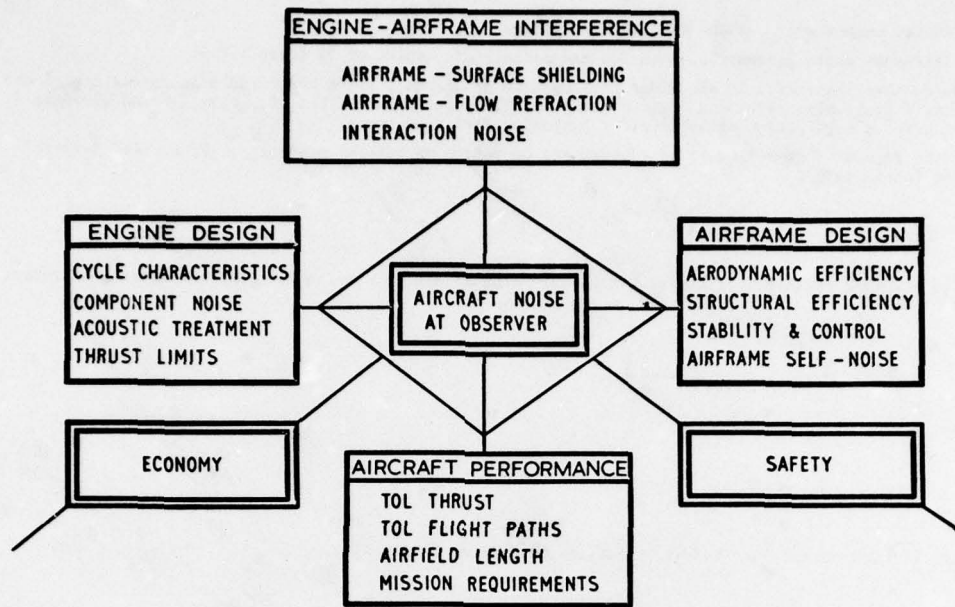 ENGINE-AIRFRAME INTERFERENCE
AIRFRAME-SURFACE SHIELDING
AIRFRAME-FLOW REFRACTION
INTERACTION NOISE
ENGINE DESIGN
CYCLE CHARACTERISTICS
COMPONENT NOISE
ACOUSTIC TREATMENT
THRUST LIMITS
AIRCRAFT NOISE
AT OBSERVER
AIRFRAME DESIGN
AERODYNAMIC EFFICIENCY
STRUCTURAL EFFICIENCY
STABILITY & CONTROL
AIRFRAME SELF-NOISE
ECONOMY
AIRCRAFT PERFORMANCE
TOL THRUST
TOL FLIGHT PATHS
AIRFIELD LENGTH
MISSION REQUIREMENTS
SAFETY